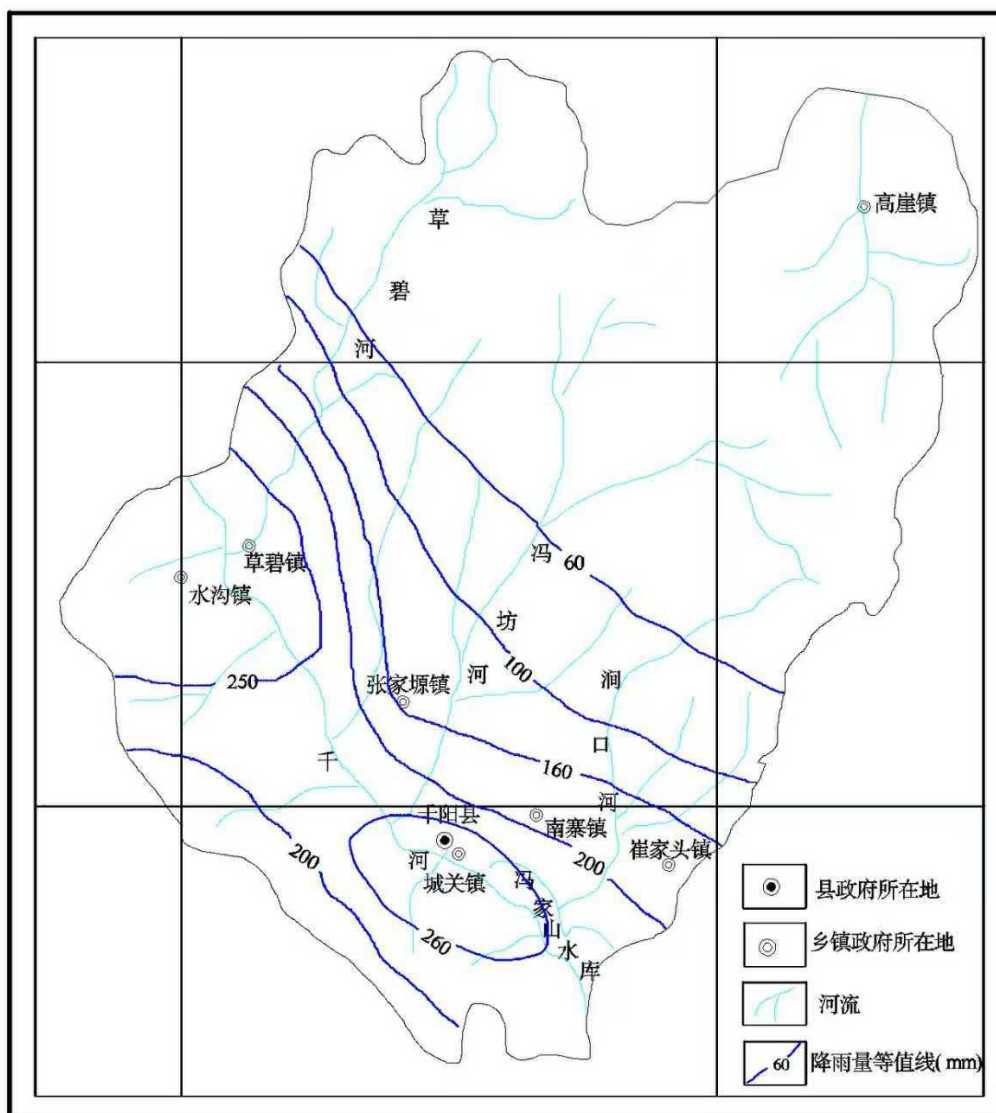 草
碧
河
高崖镇
60
冯
坊
河
100
草碧镇
水沟镇
250
张家塬镇
涧
口
河
160
千
河
千阳县
城关镇
南寨镇
200
崔家头镇
200
260
冯
家
山
水
库
县政府所在地
乡镇政府所在地
河流
60
降雨量等值线(mm)